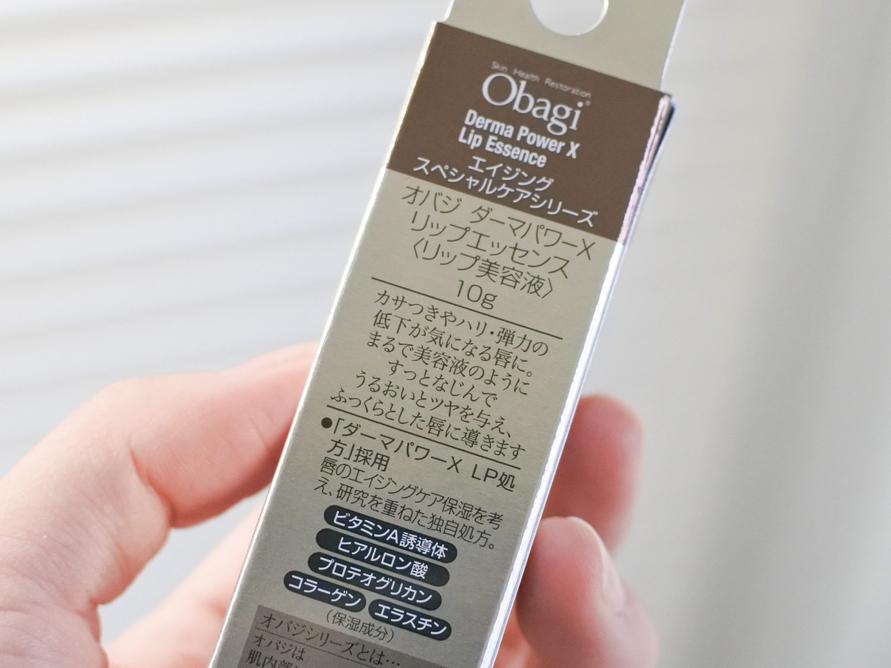 Skin Health Restoration
Obagi®
Derma Power X
Lip Essence
エイジング
スペシャルケアシリーズ
オバジ ダーマパワーX
リップエッセンス
〈リップ美容液〉
10g
カサつきやハリ・弾力の
低下が気になる唇に。
まるで美容液のように
すっとなじんで
うるおいとツヤを与え、
ふっくらとした唇に導きます
●「ダーマパワーX LP処
方」採用
唇のエイジングケア保湿を考
え、研究を重ねた独自処方。
ビタミンA誘導体
ヒアルロン酸
プロテオグリカン
コラーゲン エラスチン
(保湿成分)
オバジシリーズとは…
オバジは
肌内部